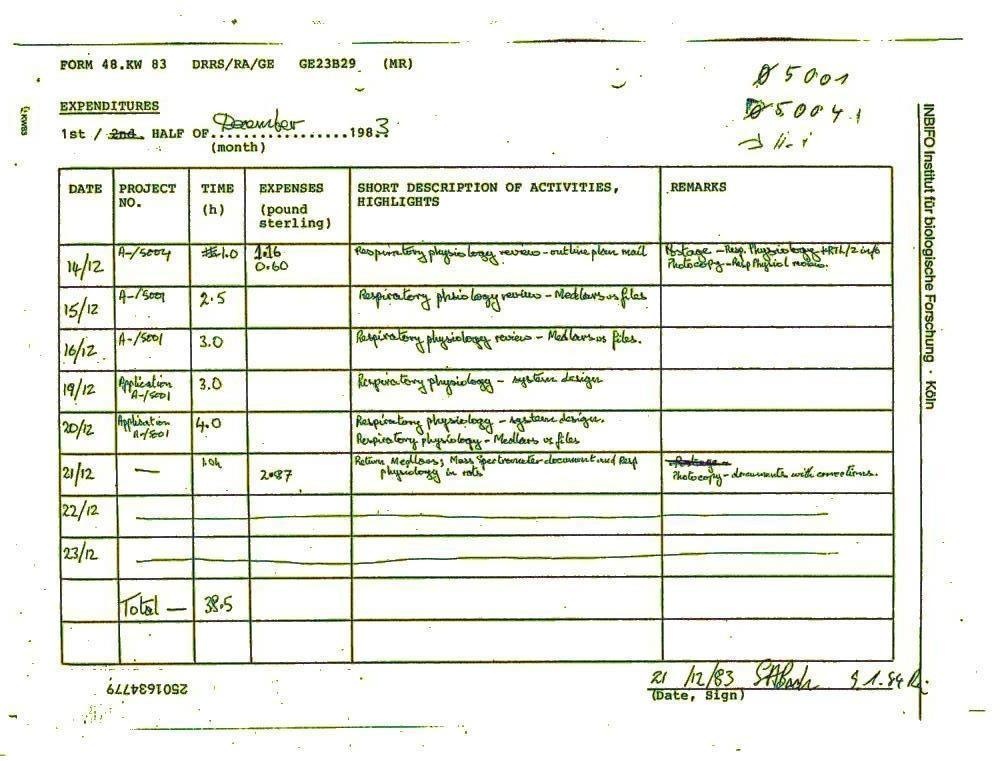 FORM 48.KW 83 DRRS/RA/GE GE23B29 (MR)
Ø 5001
Ø 5004.1
EXPENDITURES
1st / 2nd. HALF OF December 1983
(month)
DATE PROJECT NO. TIME (h) EXPENSES (pound sterling) SHORT DESCRIPTION OF ACTIVITIES, HIGHLIGHTS REMARKS
14/12 A-/5004 1.0 1.16 Respiratory physiology review - outline plan mail Postage - Resp. Physiology + RTL/2 info
0.60 Photocopy - Resp Physiol review.
15/12 A-/5001 2.5 Respiratory phsiology review - Medlars vs files
16/12 A-/5001 3.0 Respiratory physiology review - Medlars vs files.
19/12 Application A-/5001 3.0 Respiratory physiology - system design
20/12 Application A-/5001 4.0 Respiratory physiology - system design.
Respiratory physiology - Medlars vs files
21/12 — 1.0h 2.87 Return Medlars, Mass Spectrometer document and Resp Postage -
physiology in rats Photocopy - documents with corrections.
22/12
23/12
Total — 38.5
21/12/83 9.1.84
(Date, Sign)
2501634779
INBIFO Institut für biologische Forschung · Köln